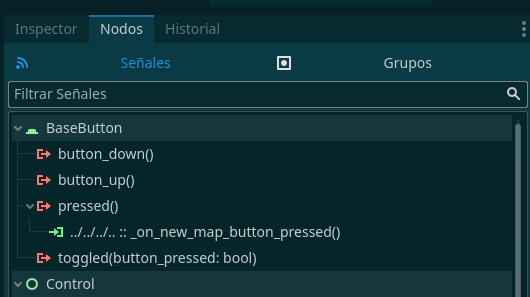 Inspector Nodos Historial
Señales Grupos
Filtrar Señales
BaseButton
button_down()
button_up()
pressed()
../../../.. :: _on_new_map_button_pressed()
toggled(button_pressed: bool)
Control